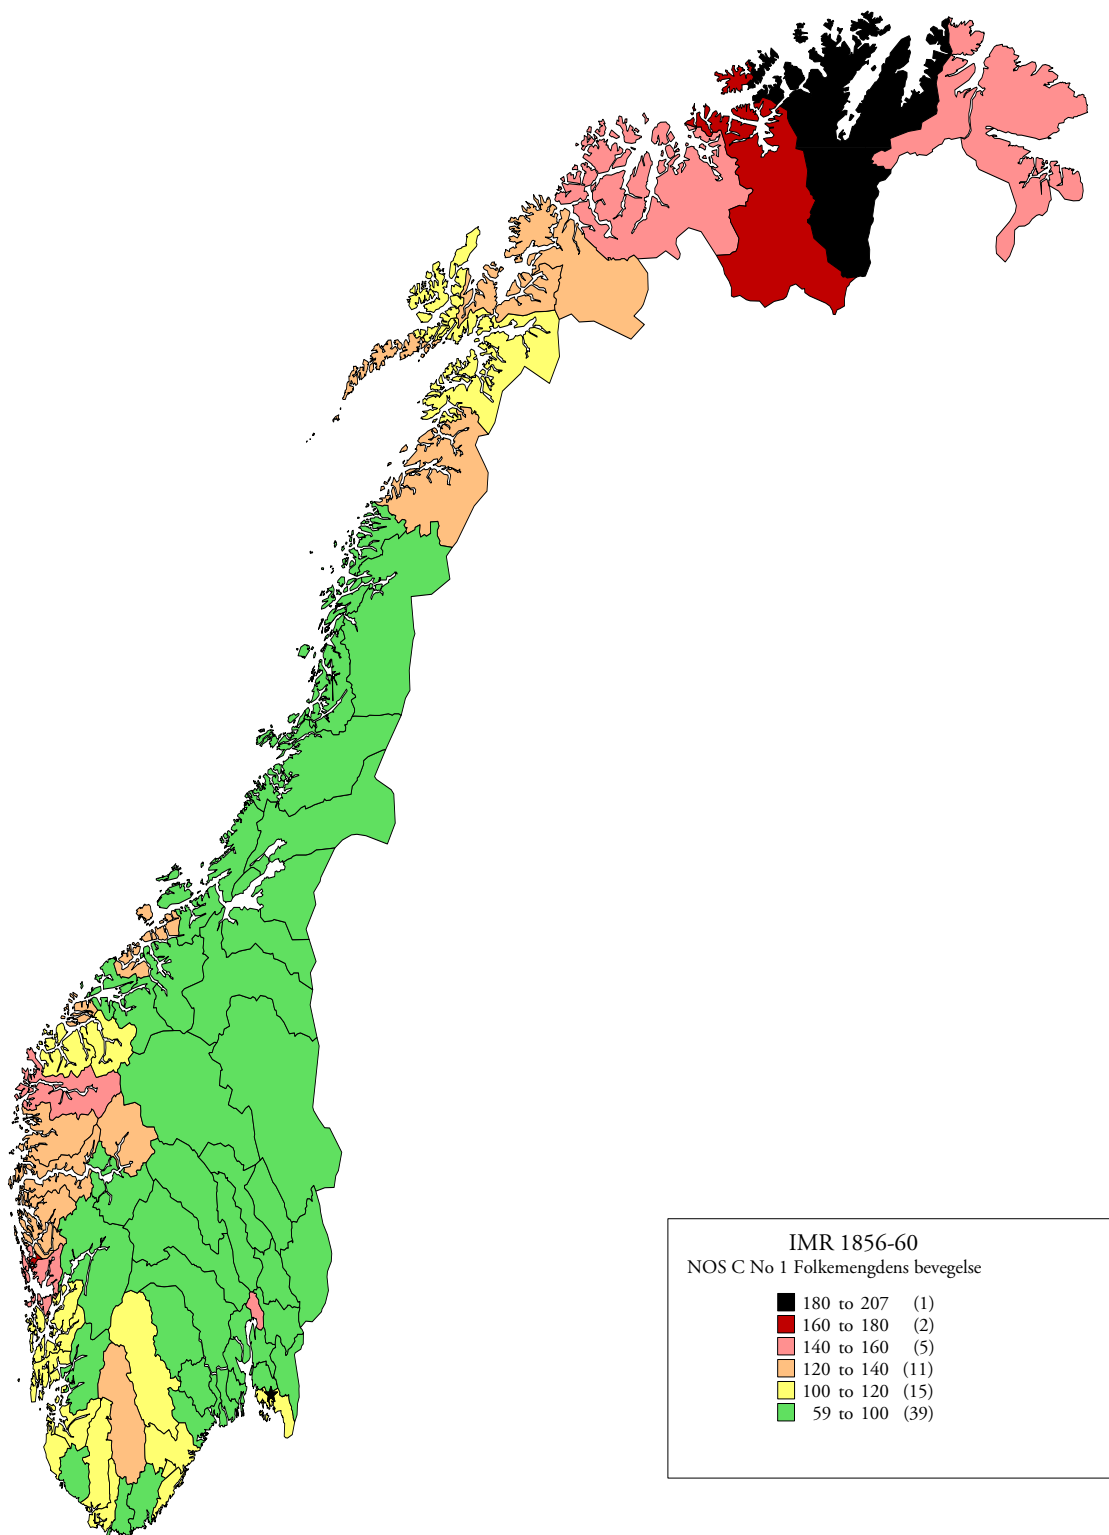 IMR 1856-60
NOS C No 1 Folkemengdens bevegelse
180 to 207 (1)
160 to 180 (2)
140 to 160 (5)
120 to 140 (11)
100 to 120 (15)
59 to 100 (39)